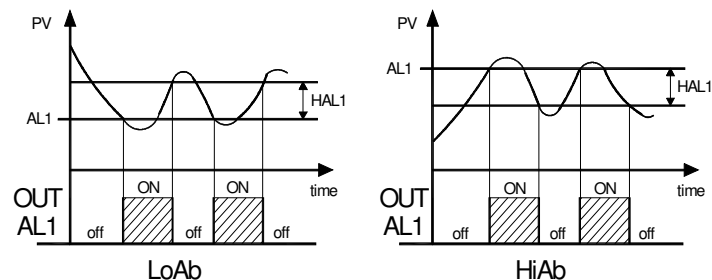 PV
HAL1
AL1
time
OUT
AL1
ON
ON
off
off
off
LoAb
PV
AL1
HAL1
time
OUT
AL1
ON
ON
off
off
off
HiAb